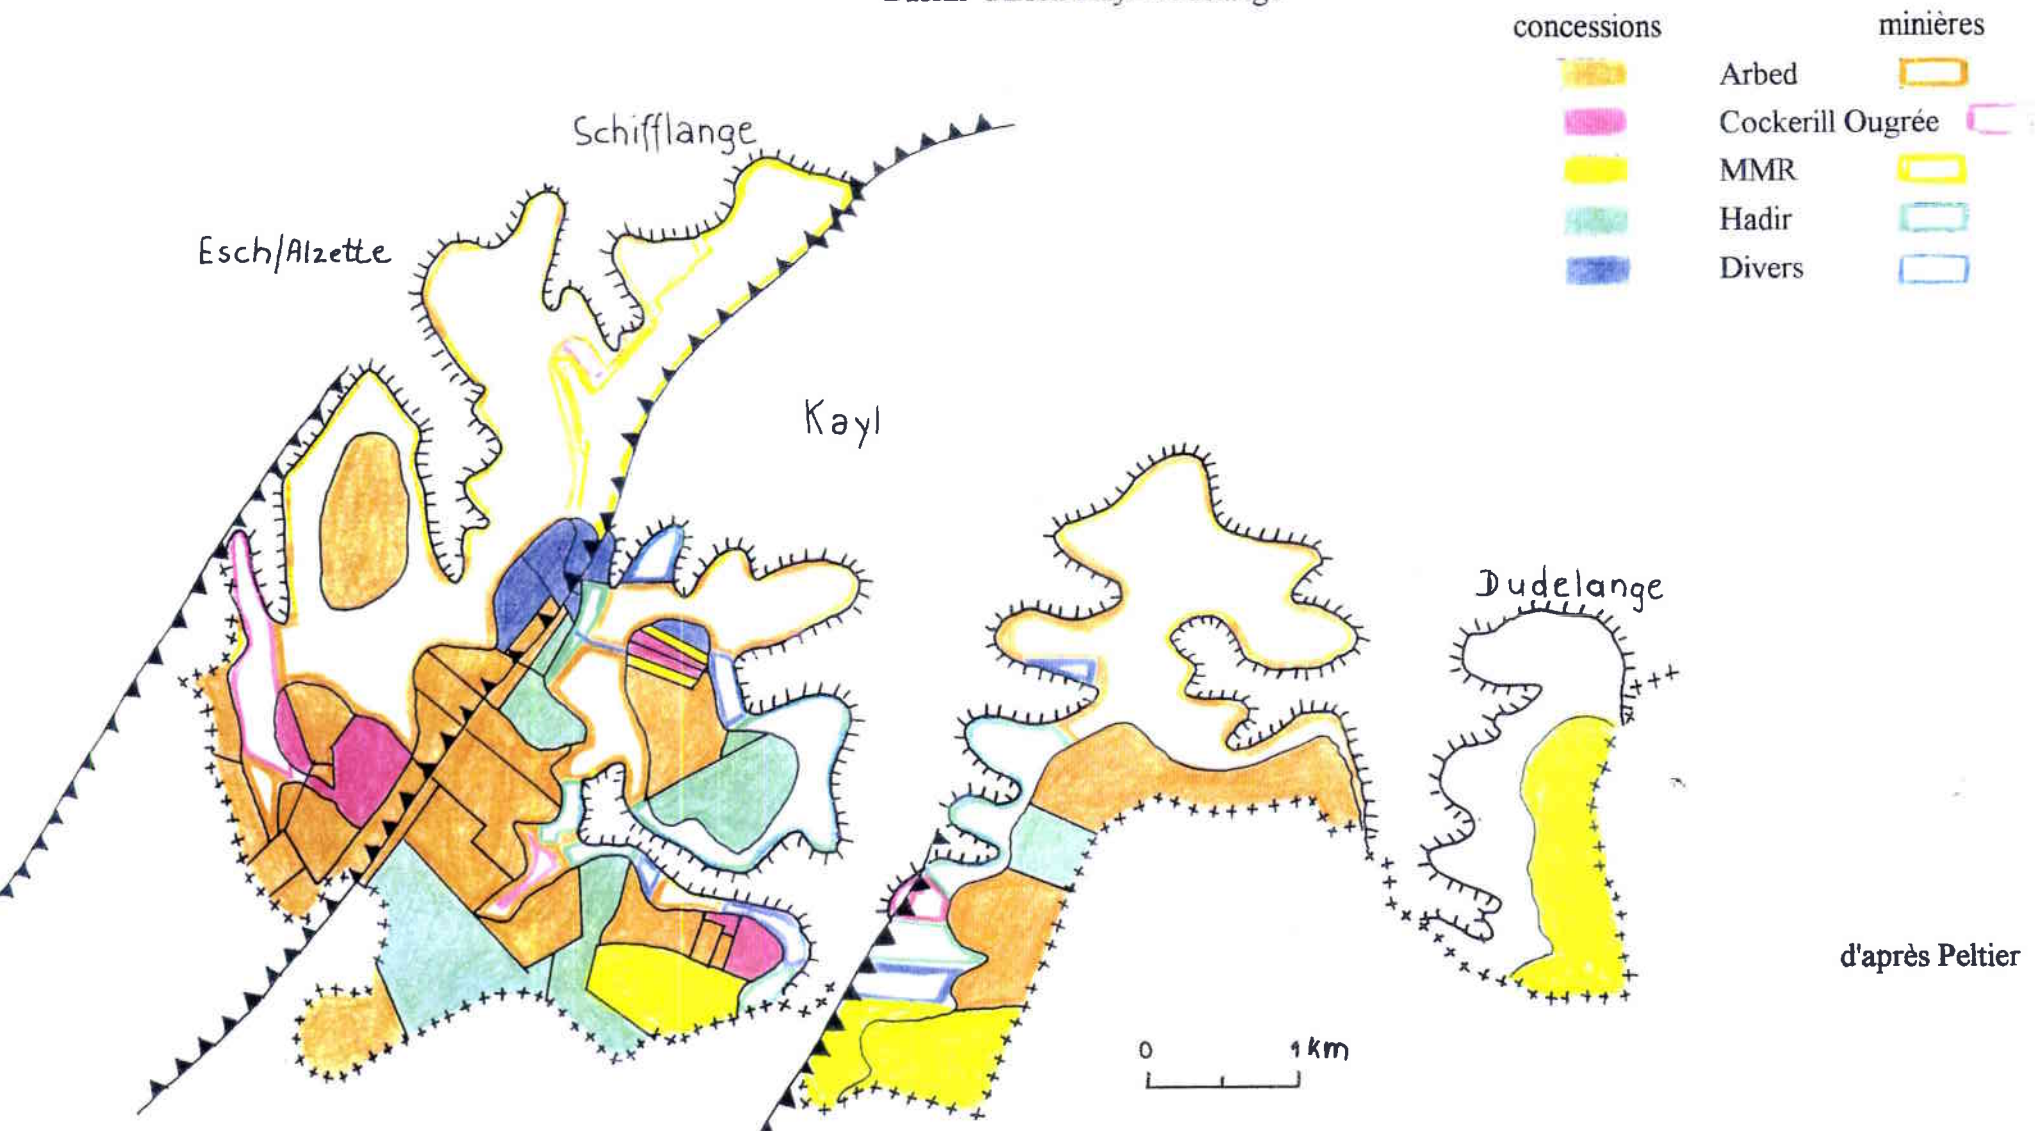 concessions minières
Arbed
Cockerill Ougrée
MMR
Hadir
Divers
Schifflange
Esch/Alzette
Kayl
Dudelange
d'après Peltier
0 1 km